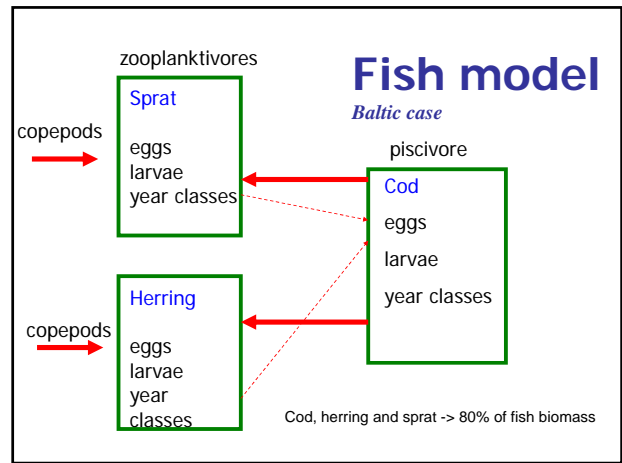 Fish model
Baltic case
zooplanktivores
Sprat
eggs
larvae
year classes
copepods
piscivore
Cod
eggs
larvae
year classes
Herring
eggs
larvae
year
classes
copepods
Cod, herring and sprat -> 80% of fish biomass